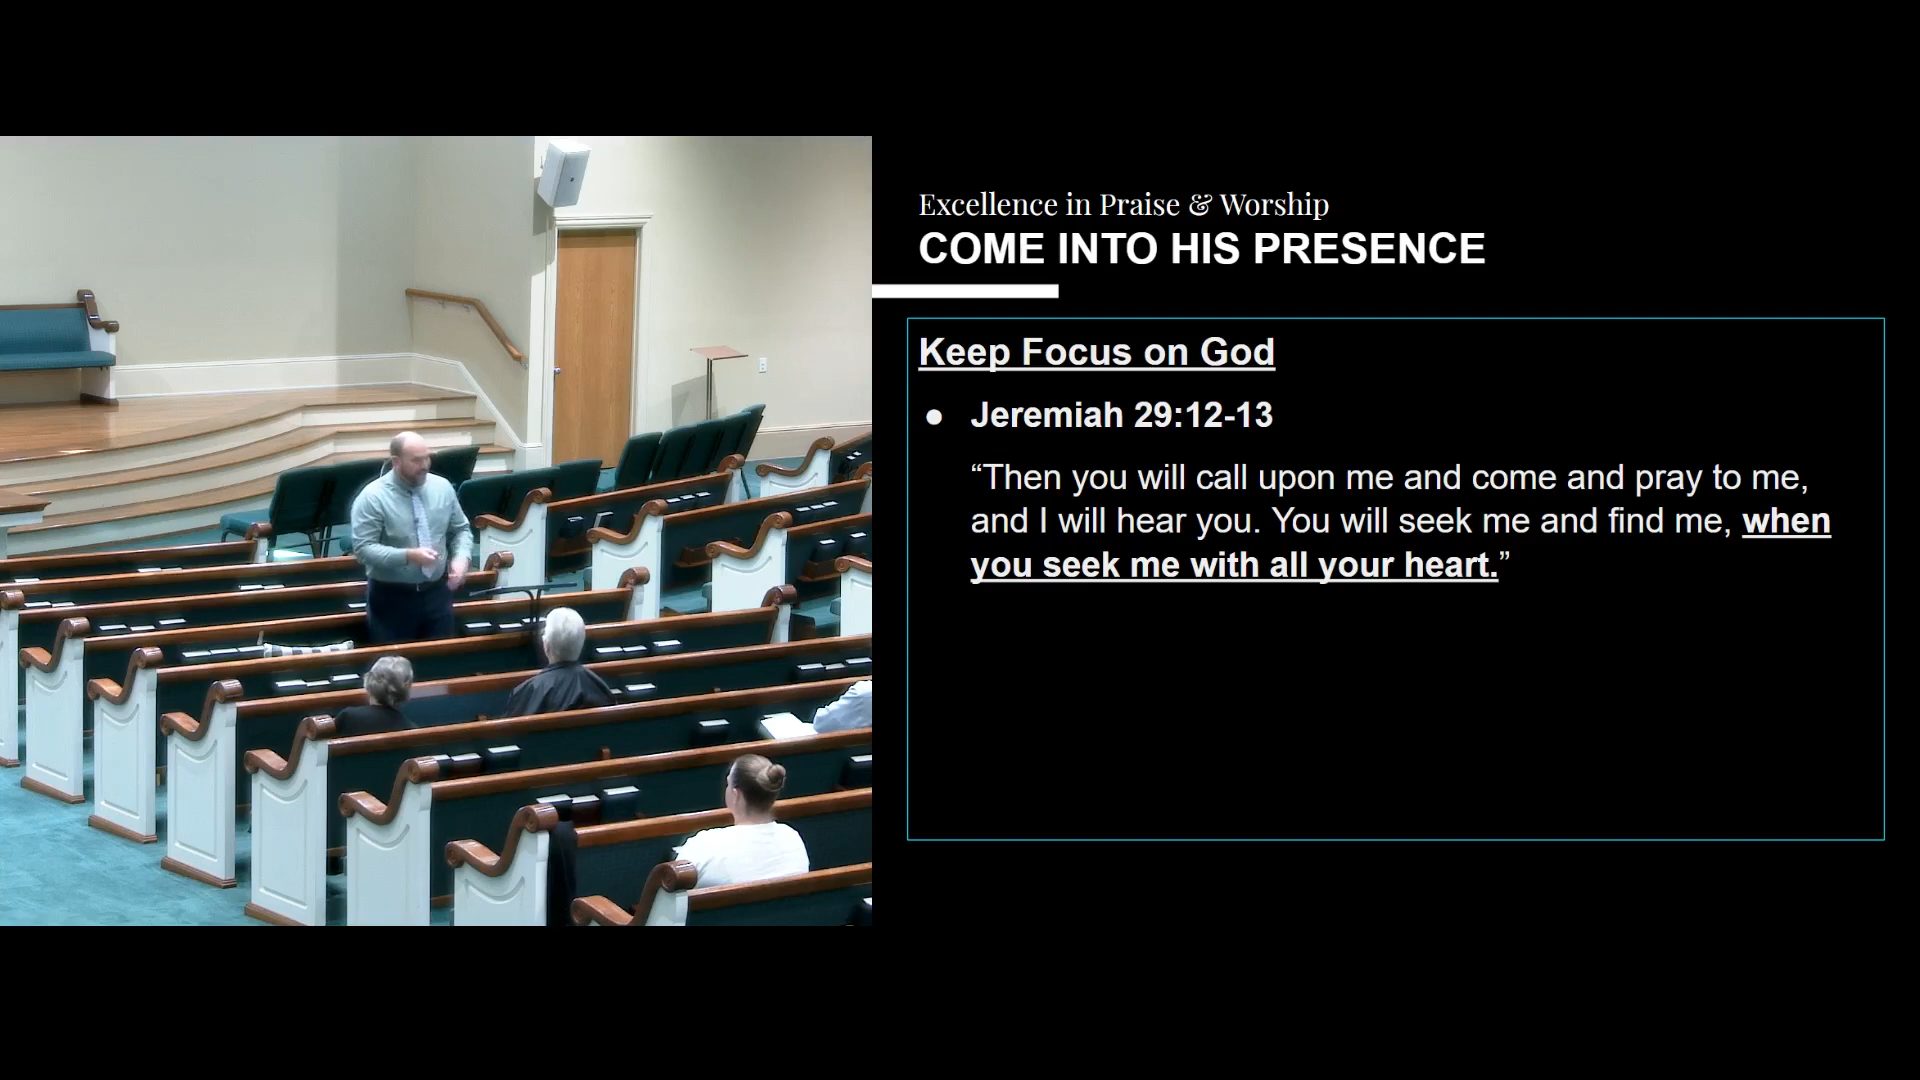 Excellence in Praise & Worship
COME INTO HIS PRESENCE
Keep Focus on God
● Jeremiah 29:12-13
“Then you will call upon me and come and pray to me,
and I will hear you. You will seek me and find me, when
you seek me with all your heart.”